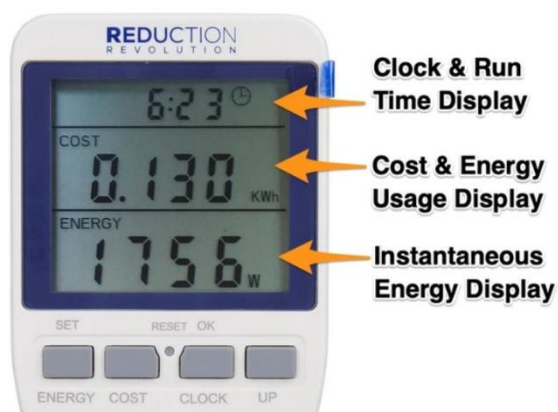 REDUCTION
REVOLUTION
6:23
COST
0.130 KWh
ENERGY
1756 W
SET
RESET OK
ENERGY COST CLOCK UP
Clock & Run
Time Display
Cost & Energy
Usage Display
Instantaneous
Energy Display